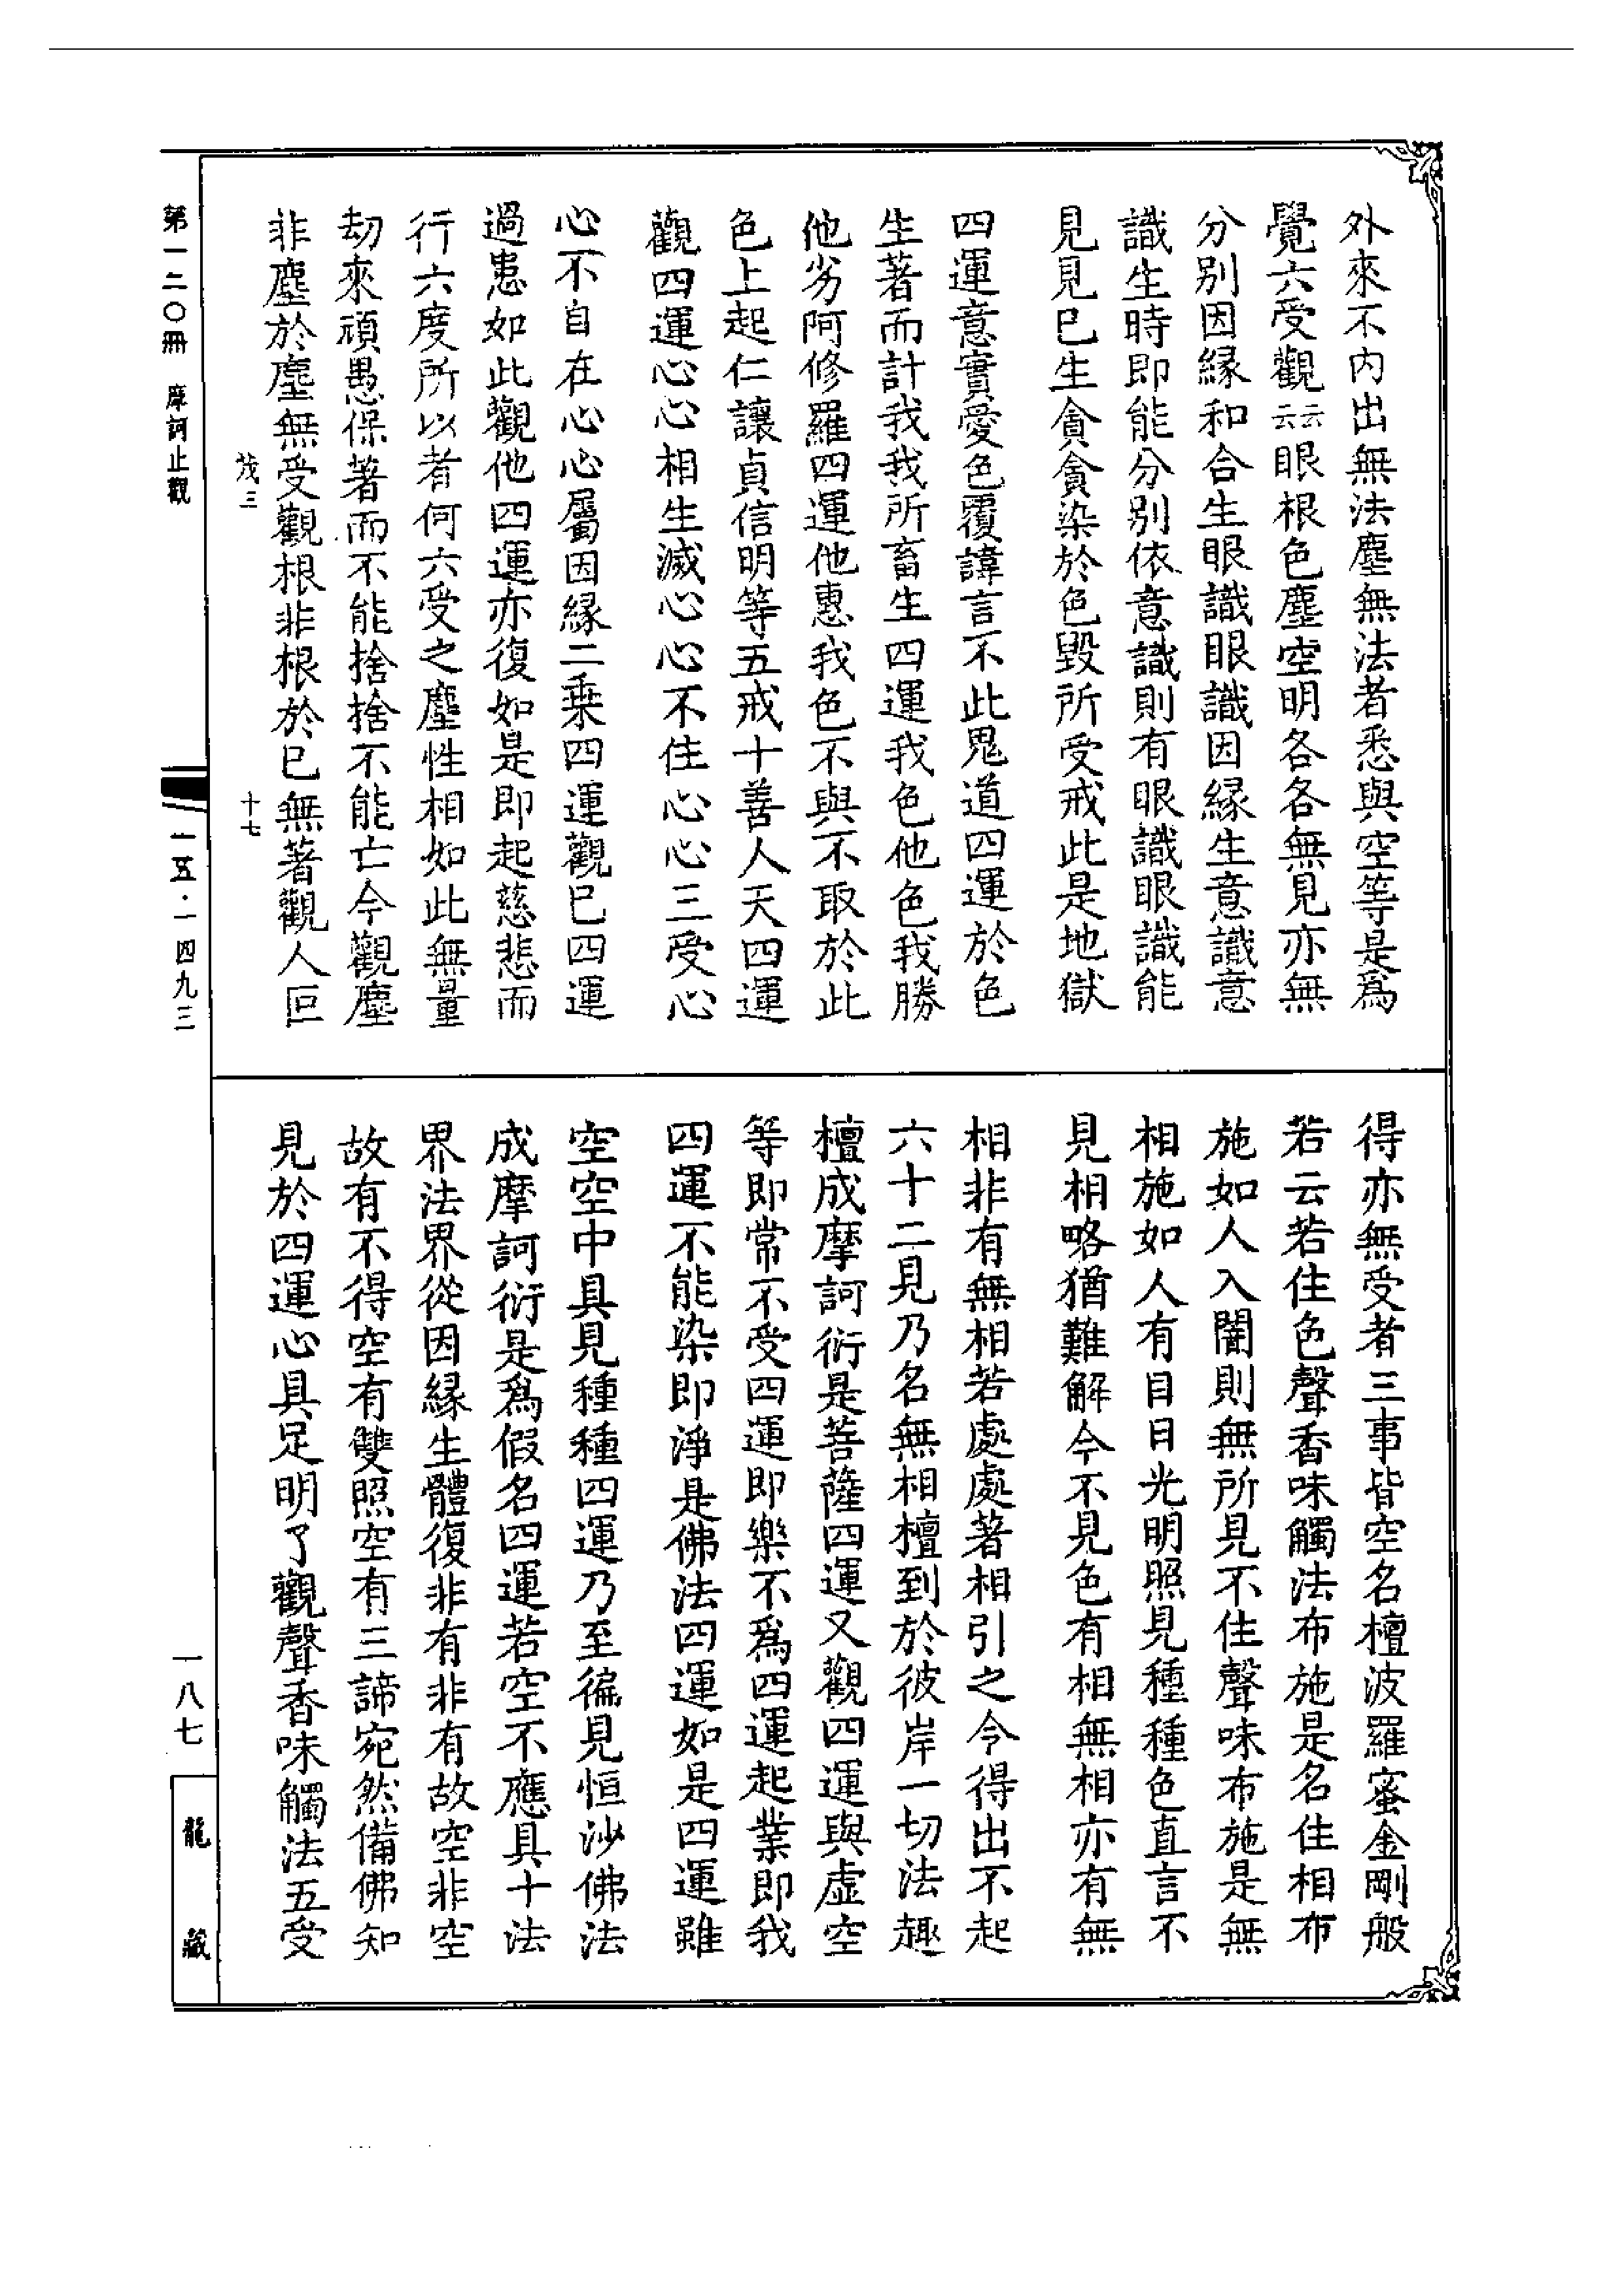 外來不内出無法塵無法者悉與空等是爲
覺六受觀云云眼根色塵空明各各無見亦無
分别因縁和合生眼識眼識因縁生意識意
識生時即能分别依意識則有眼識眼識能
見見已生貪貪染於色毀所受戒此是地獄
四運意實愛色覆諱言不此鬼道四運於色
生著而計我我所畜生四運我色他色我勝
他劣阿修羅四運他惠我色不與不取於此
色上起仁讓貞信明等五戒十善人天四運
觀四運心心相生滅心心不住心心三受心
心不自在心心屬因縁二乗四運觀已四運
過患如此觀他四運亦復如是即起慈悲而
行六度所以者何六受之塵性相如此無量
劫來頑愚保著而不能捨捨不能亡今觀塵
非塵於塵無受觀根非根於已無著觀人叵
得亦無受者三事皆空名檀波羅蜜金剛般
若云若住色聲香味觸法布施是名住相布
施如人入闇則無所見不住聲味布施是無
相施如人有目日光明照見種種色直言不
見相略猶難解今不見色有相無相亦有無
相非有無相若處處著相引之今得出不起
六十二見乃名無相檀到於彼岸一切法趣
檀成摩訶衍是菩薩四運又觀四運與虚空
等即常不受四運即樂不爲四運起業即我
四運不能染即淨是佛法四運如是四運雖
空空中具見種種四運乃至徧見恒沙佛法
成摩訶衍是爲假名四運若空不應具十法
界法界從因縁生體復非有非有故空非空
故有不得空有雙照空有三諦宛然備佛知
見於四運心具足明了觀聲香味觸法五受
茂三 十七
第一二〇冊 摩訶止觀
一五·一四九三
一八七
龍藏